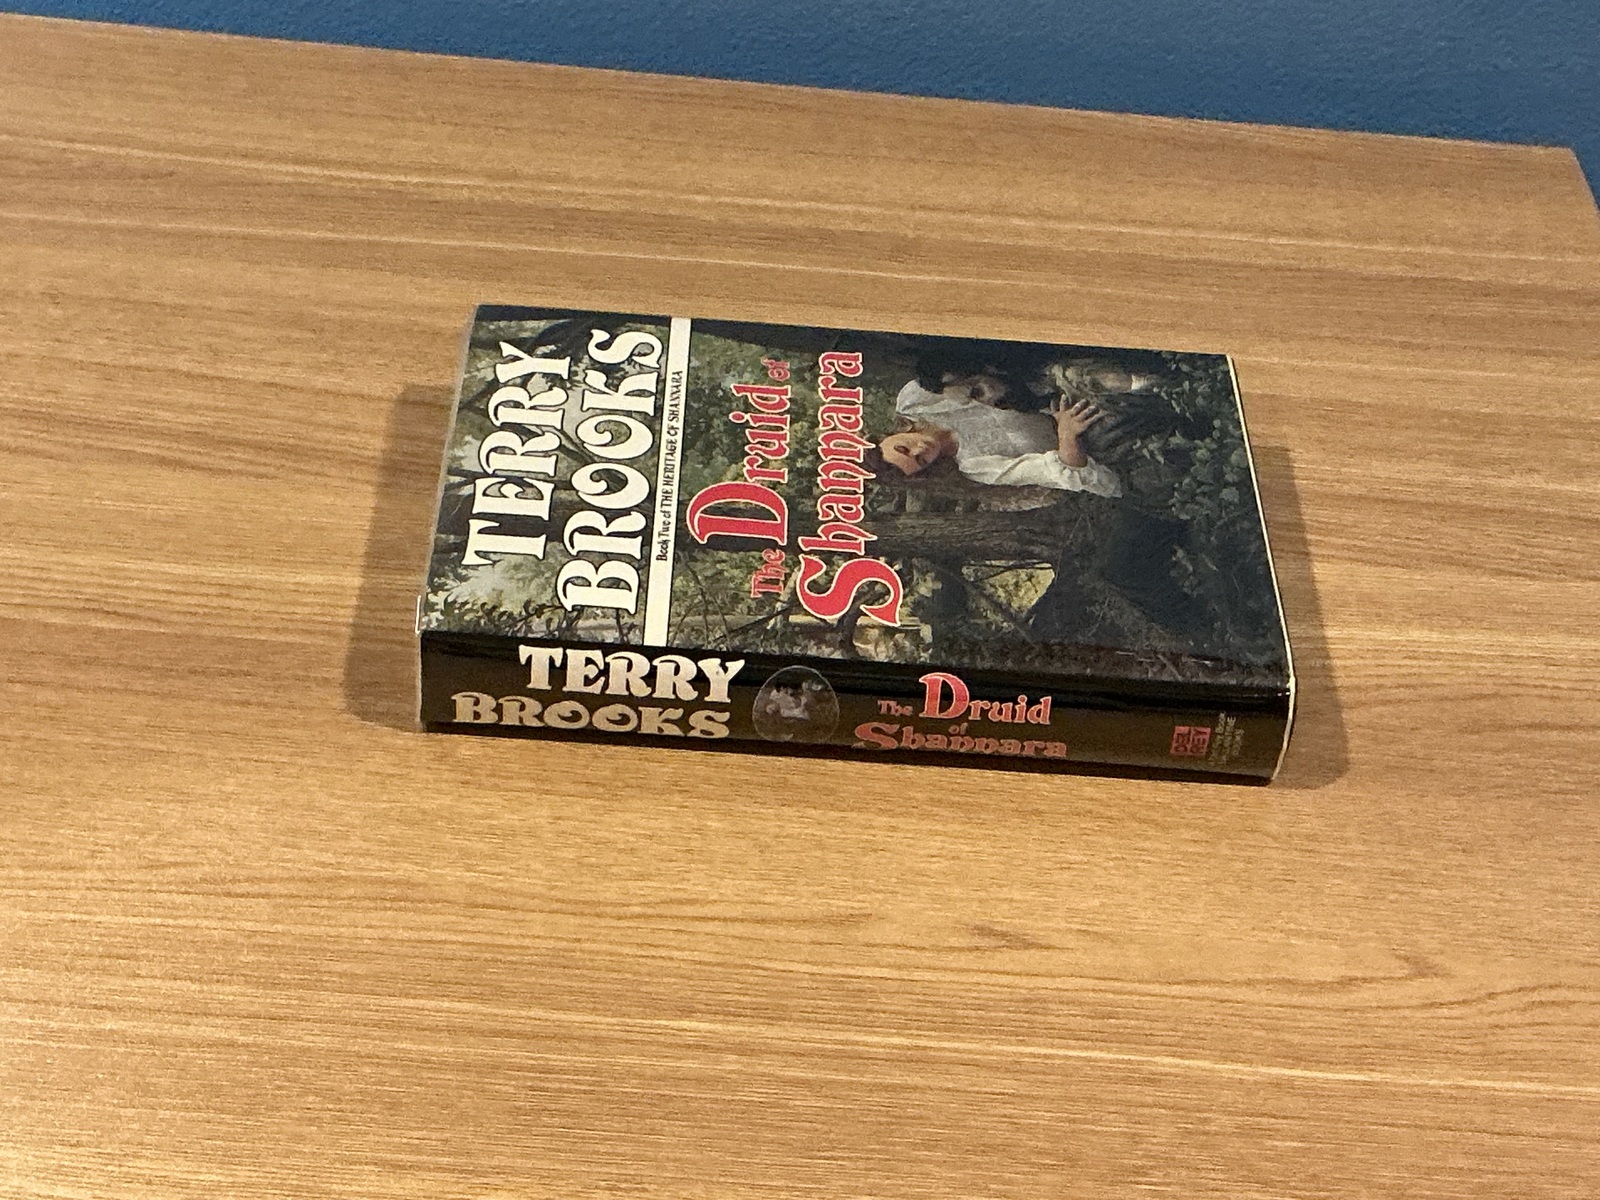 TERRY
BROOKS
Book Two of THE HERITAGE OF SHANNARA
The Druid of
Shannara
TERRY
BROOKS
The Druid
of
Shannara
DEL
REY